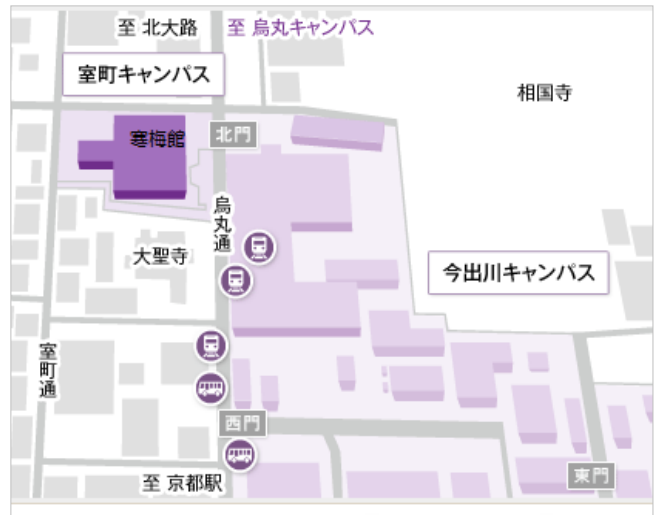 至 北大路
至 烏丸キャンパス
室町キャンパス
相国寺
寒梅館
北門
烏丸通
大聖寺
今出川キャンパス
室町通
西門
東門
至 京都駅